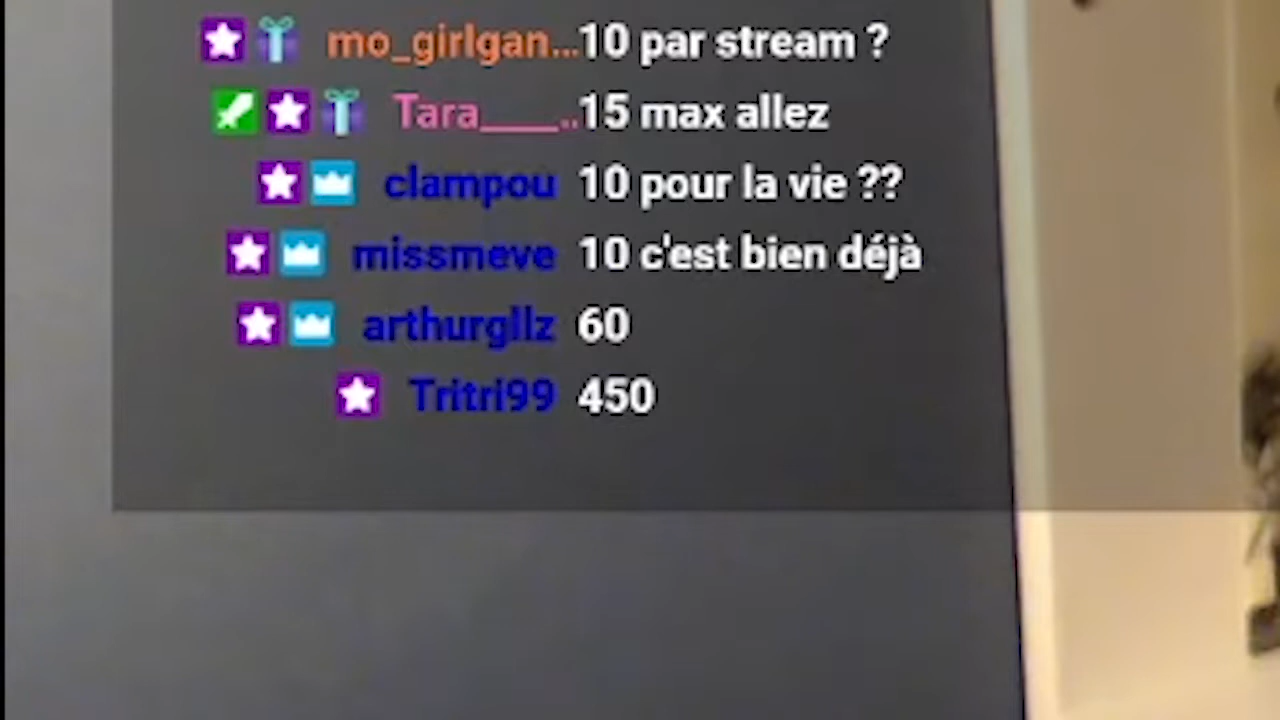 mo_girlgan...10 par stream ?
Tara____..15 max allez
clampou 10 pour la vie ??
missmeve 10 c'est bien déjà
arthurgllz 60
Tritri99 450